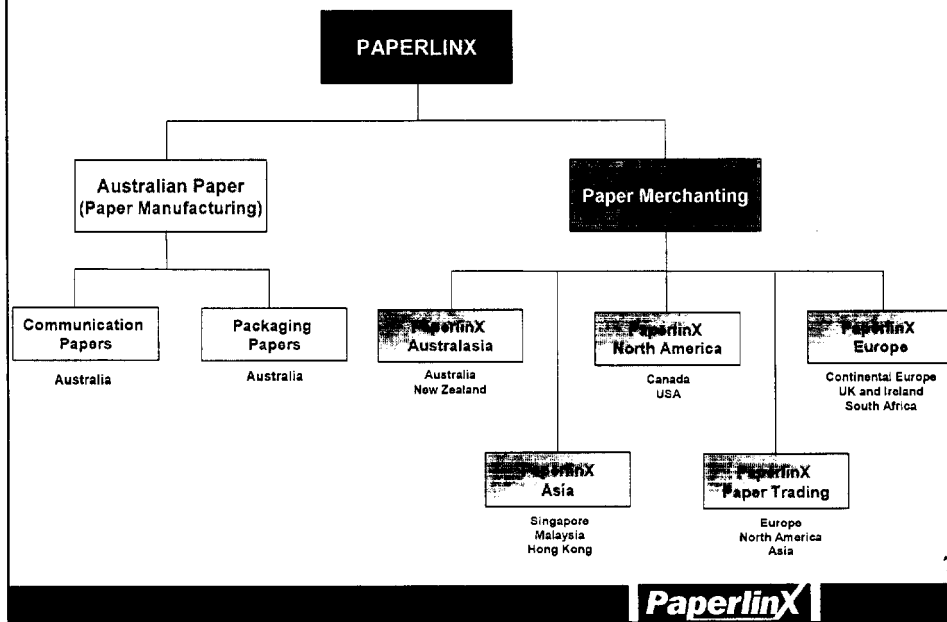 PAPERLINX
Australian Paper
(Paper Manufacturing)
Paper Merchanting
Communication
Papers
Australia
Packaging
Papers
Australia
PaperlinX
Australasia
Australia
New Zealand
PaperlinX
North America
Canada
USA
PaperlinX
Europe
Continental Europe
UK and Ireland
South Africa
PaperlinX
Asia
Singapore
Malaysia
Hong Kong
PaperlinX
Paper Trading
Europe
North America
Asia
PaperlinX